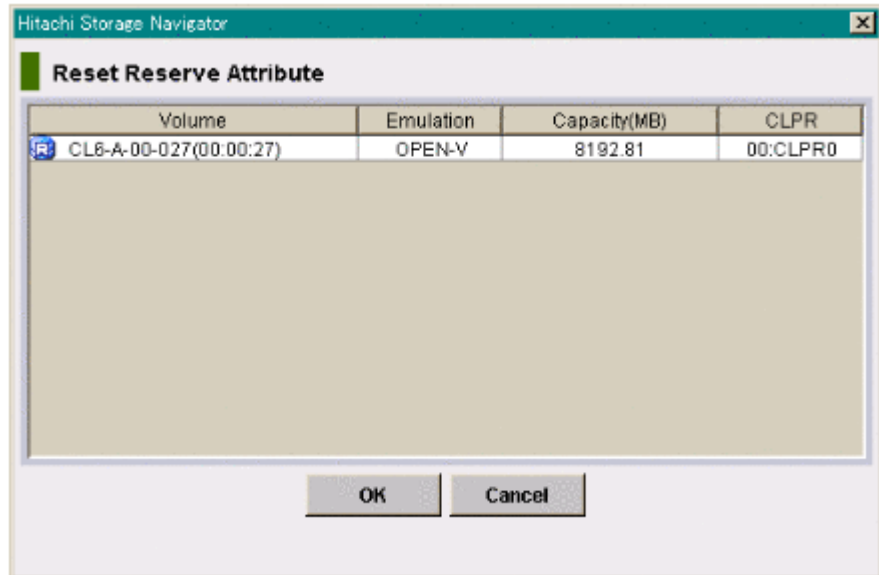 Hitachi Storage Navigator
Reset Reserve Attribute
Volume Emulation Capacity(MB) CLPR
R CL6-A-00-027(00:00:27) OPEN-V 8192.81 00:CLPR0
OK Cancel